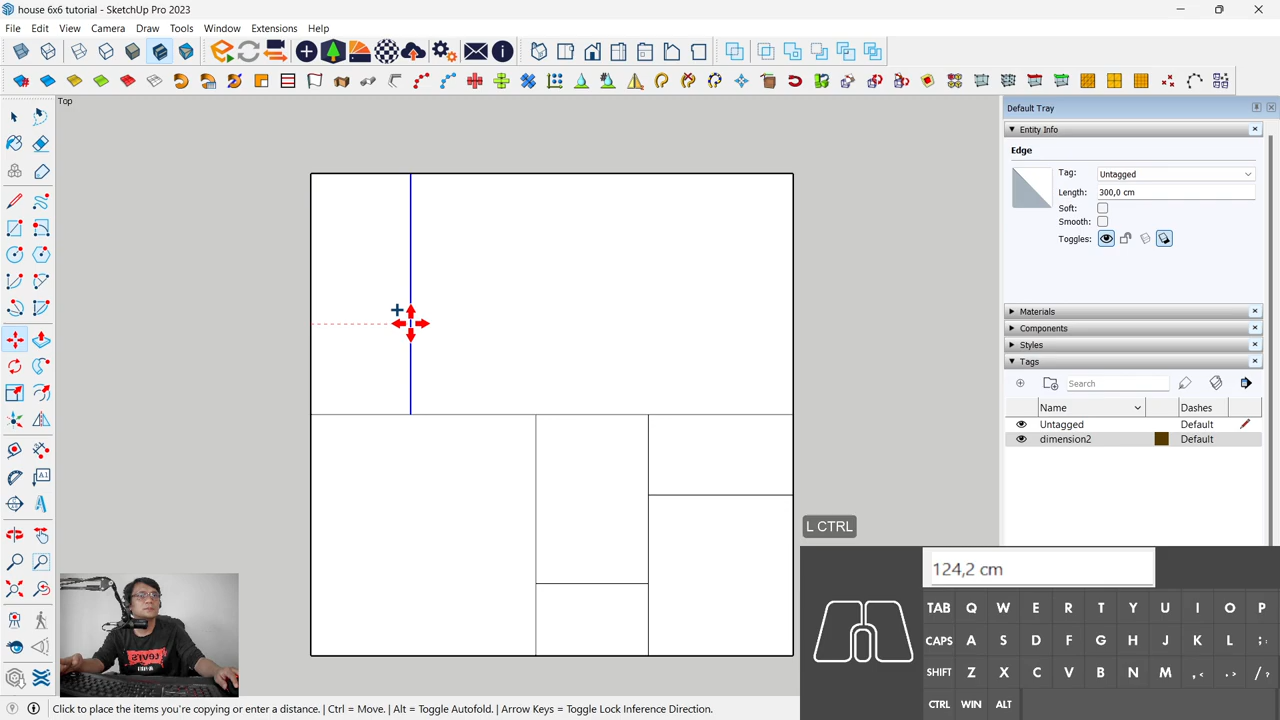 house 6x6 tutorial - SketchUp Pro 2023
File Edit View Camera Draw Tools Window Extensions Help
Top
Default Tray
Entity Info
Edge
Tag: Untagged
Length: 300,0 cm
Soft:
Smooth:
Toggles:
Materials
Components
Styles
Tags
Search
Name Dashes
Untagged Default
dimension2 Default
L CTRL
124,2 cm
TAB Q W E R T Y U I O P
CAPS A S D F G H J K L ;:
SHIFT Z X C V B N M ,< .> /?
CTRL WIN ALT
LEVI'S
Click to place the items you're copying or enter a distance. | Ctrl = Move. | Alt = Toggle Autofold. | Arrow Keys = Toggle Lock Inference Direction.